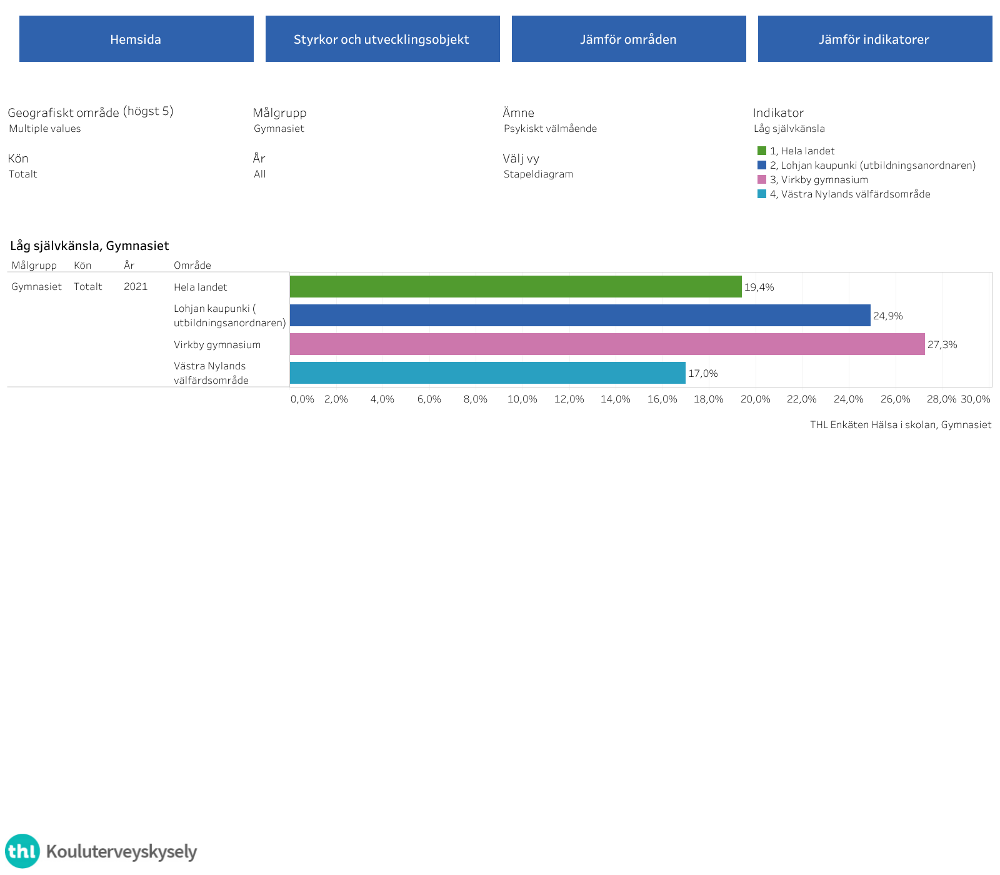 Hemsida
Styrkor och utvecklingsobjekt
Jämför områden
Jämför indikatorer
Geografiskt område (högst 5)
Multiple values
Målgrupp
Gymnasiet
Ämne
Psykiskt välmående
Indikator
Låg självkänsla
Kön
Totalt
År
All
Välj vy
Stapeldiagram
1, Hela landet
2, Lohjan kaupunki (utbildningsanordnaren)
3, Virkby gymnasium
4, Västra Nylands välfärdsområde
Låg självkänsla, Gymnasiet
Målgrupp Kön År Område
Gymnasiet Totalt 2021 Hela landet 19,4%
Lohjan kaupunki (
utbildningsanordnaren) 24,9%
Virkby gymnasium 27,3%
Västra Nylands
välfärdsområde 17,0%
0,0% 2,0% 4,0% 6,0% 8,0% 10,0% 12,0% 14,0% 16,0% 18,0% 20,0% 22,0% 24,0% 26,0% 28,0% 30,0%
THL Enkäten Hälsa i skolan, Gymnasiet
thl Kouluterveyskysely